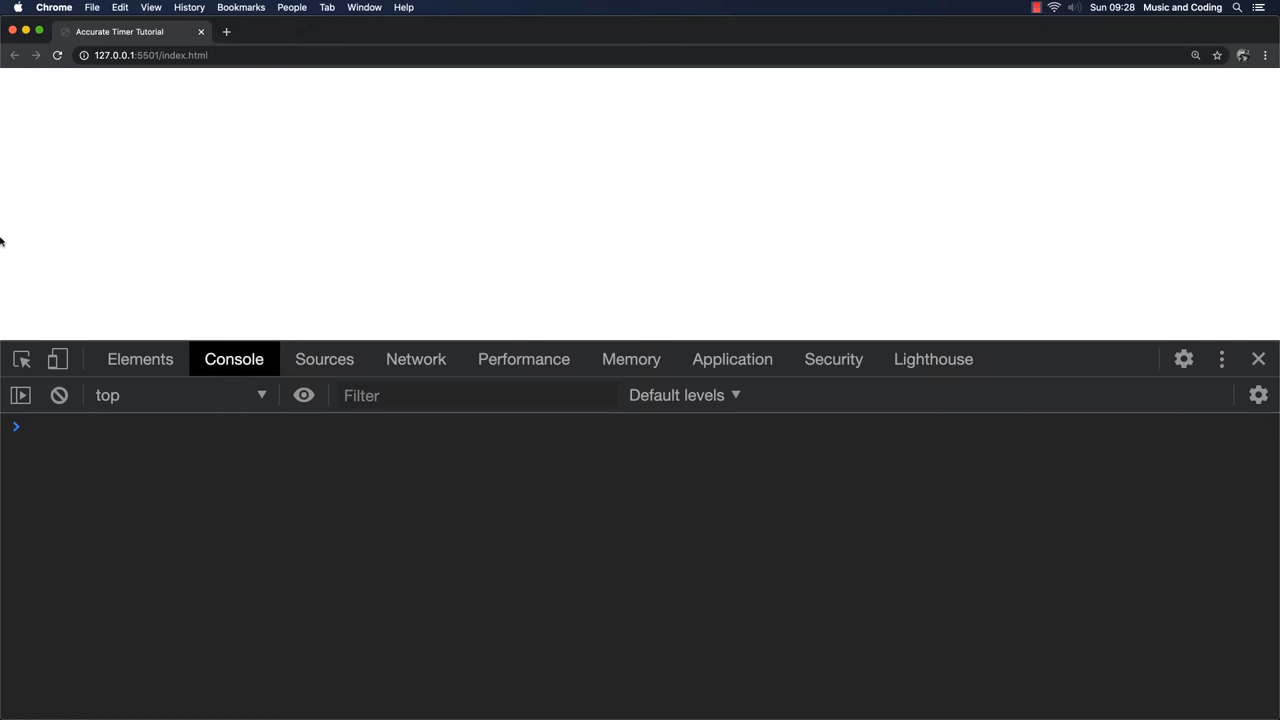 Chrome File Edit View History Bookmarks People Tab Window Help Sun 09:28 Music and Coding
Accurate Timer Tutorial
127.0.0.1:5501/index.html
Elements Console Sources Network Performance Memory Application Security Lighthouse
top Filter Default levels